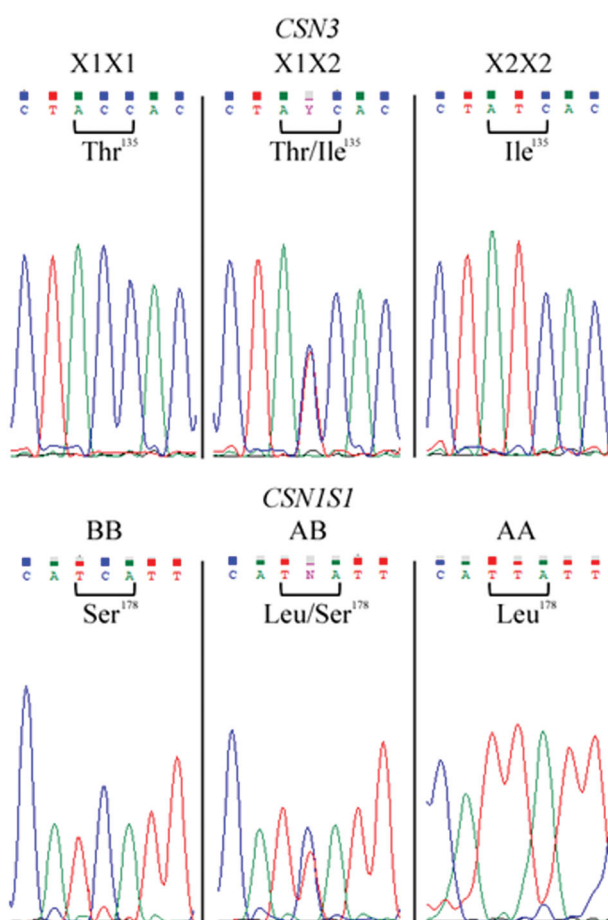 CSN3
X1X1 X1X2 X2X2
C T A C C A C C T A Y C A C C T A T C A C
Thr¹³⁵ Thr/Ile¹³⁵ Ile¹³⁵
CSN1S1
BB AB AA
C A T C A T T C A T N A T T C A T T A T T
Ser¹⁷⁸ Leu/Ser¹⁷⁸ Leu¹⁷⁸